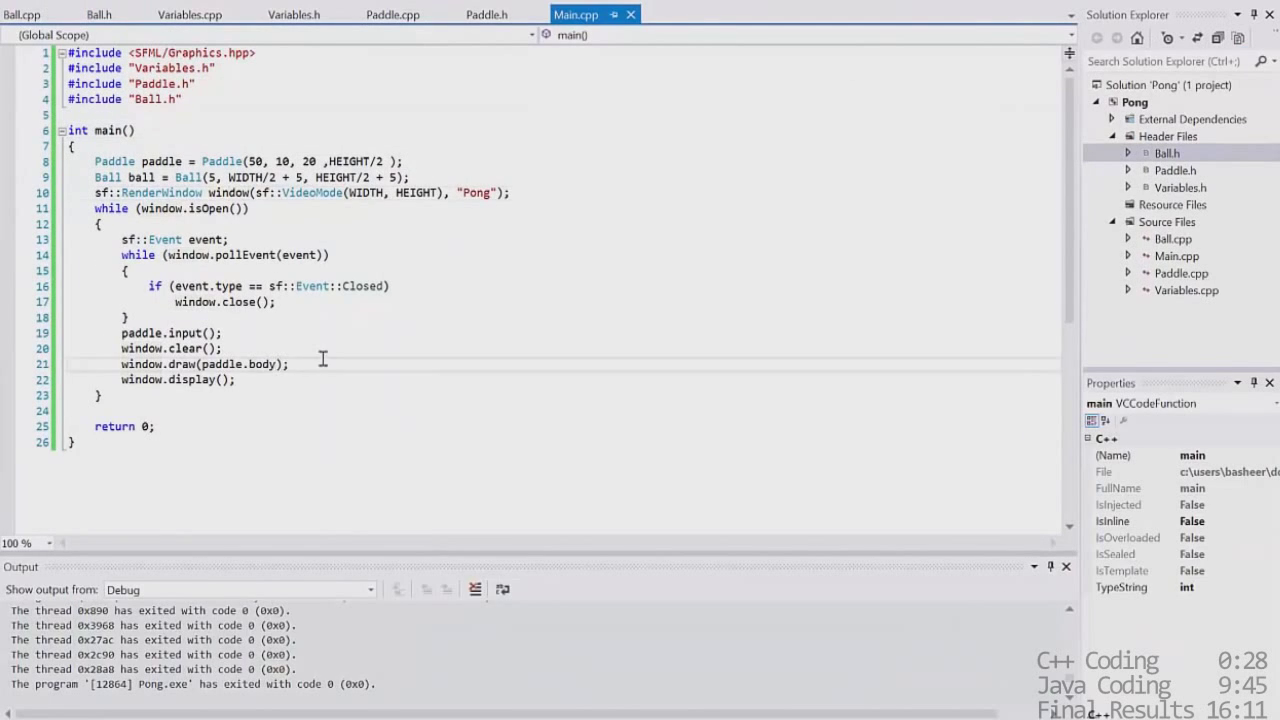 Ball.cpp Ball.h Variables.cpp Variables.h Paddle.cpp Paddle.h Main.cpp
(Global Scope) main()
1 #include <SFML/Graphics.hpp>
2 #include "Variables.h"
3 #include "Paddle.h"
4 #include "Ball.h"
5
6 int main()
7 {
8 Paddle paddle = Paddle(50, 10, 20 ,HEIGHT/2 );
9 Ball ball = Ball(5, WIDTH/2 + 5, HEIGHT/2 + 5);
10 sf::RenderWindow window(sf::VideoMode(WIDTH, HEIGHT), "Pong");
11 while (window.isOpen())
12 {
13 sf::Event event;
14 while (window.pollEvent(event))
15 {
16 if (event.type == sf::Event::Closed)
17 window.close();
18 }
19 paddle.input();
20 window.clear();
21 window.draw(paddle.body);
22 window.display();
23 }
24
25 return 0;
26 }
100 %
Output
Show output from: Debug
The thread 0x890 has exited with code 0 (0x0).
The thread 0x3968 has exited with code 0 (0x0).
The thread 0x27ac has exited with code 0 (0x0).
The thread 0x2c90 has exited with code 0 (0x0).
The thread 0x28a8 has exited with code 0 (0x0).
The program '[12864] Pong.exe' has exited with code 0 (0x0).
Solution Explorer
Search Solution Explorer (Ctrl+;)
Solution 'Pong' (1 project)
Pong
External Dependencies
Header Files
Ball.h
Paddle.h
Variables.h
Resource Files
Source Files
Ball.cpp
Main.cpp
Paddle.cpp
Variables.cpp
Properties
main VCCodeFunction
C++
(Name) main
File c:\users\basheer\do
FullName main
IsInjected False
IsInline False
IsOverloaded False
IsSealed False
IsTemplate False
TypeString int
C++ Coding 0:28
Java Coding 9:45
Final Results 16:11
C++